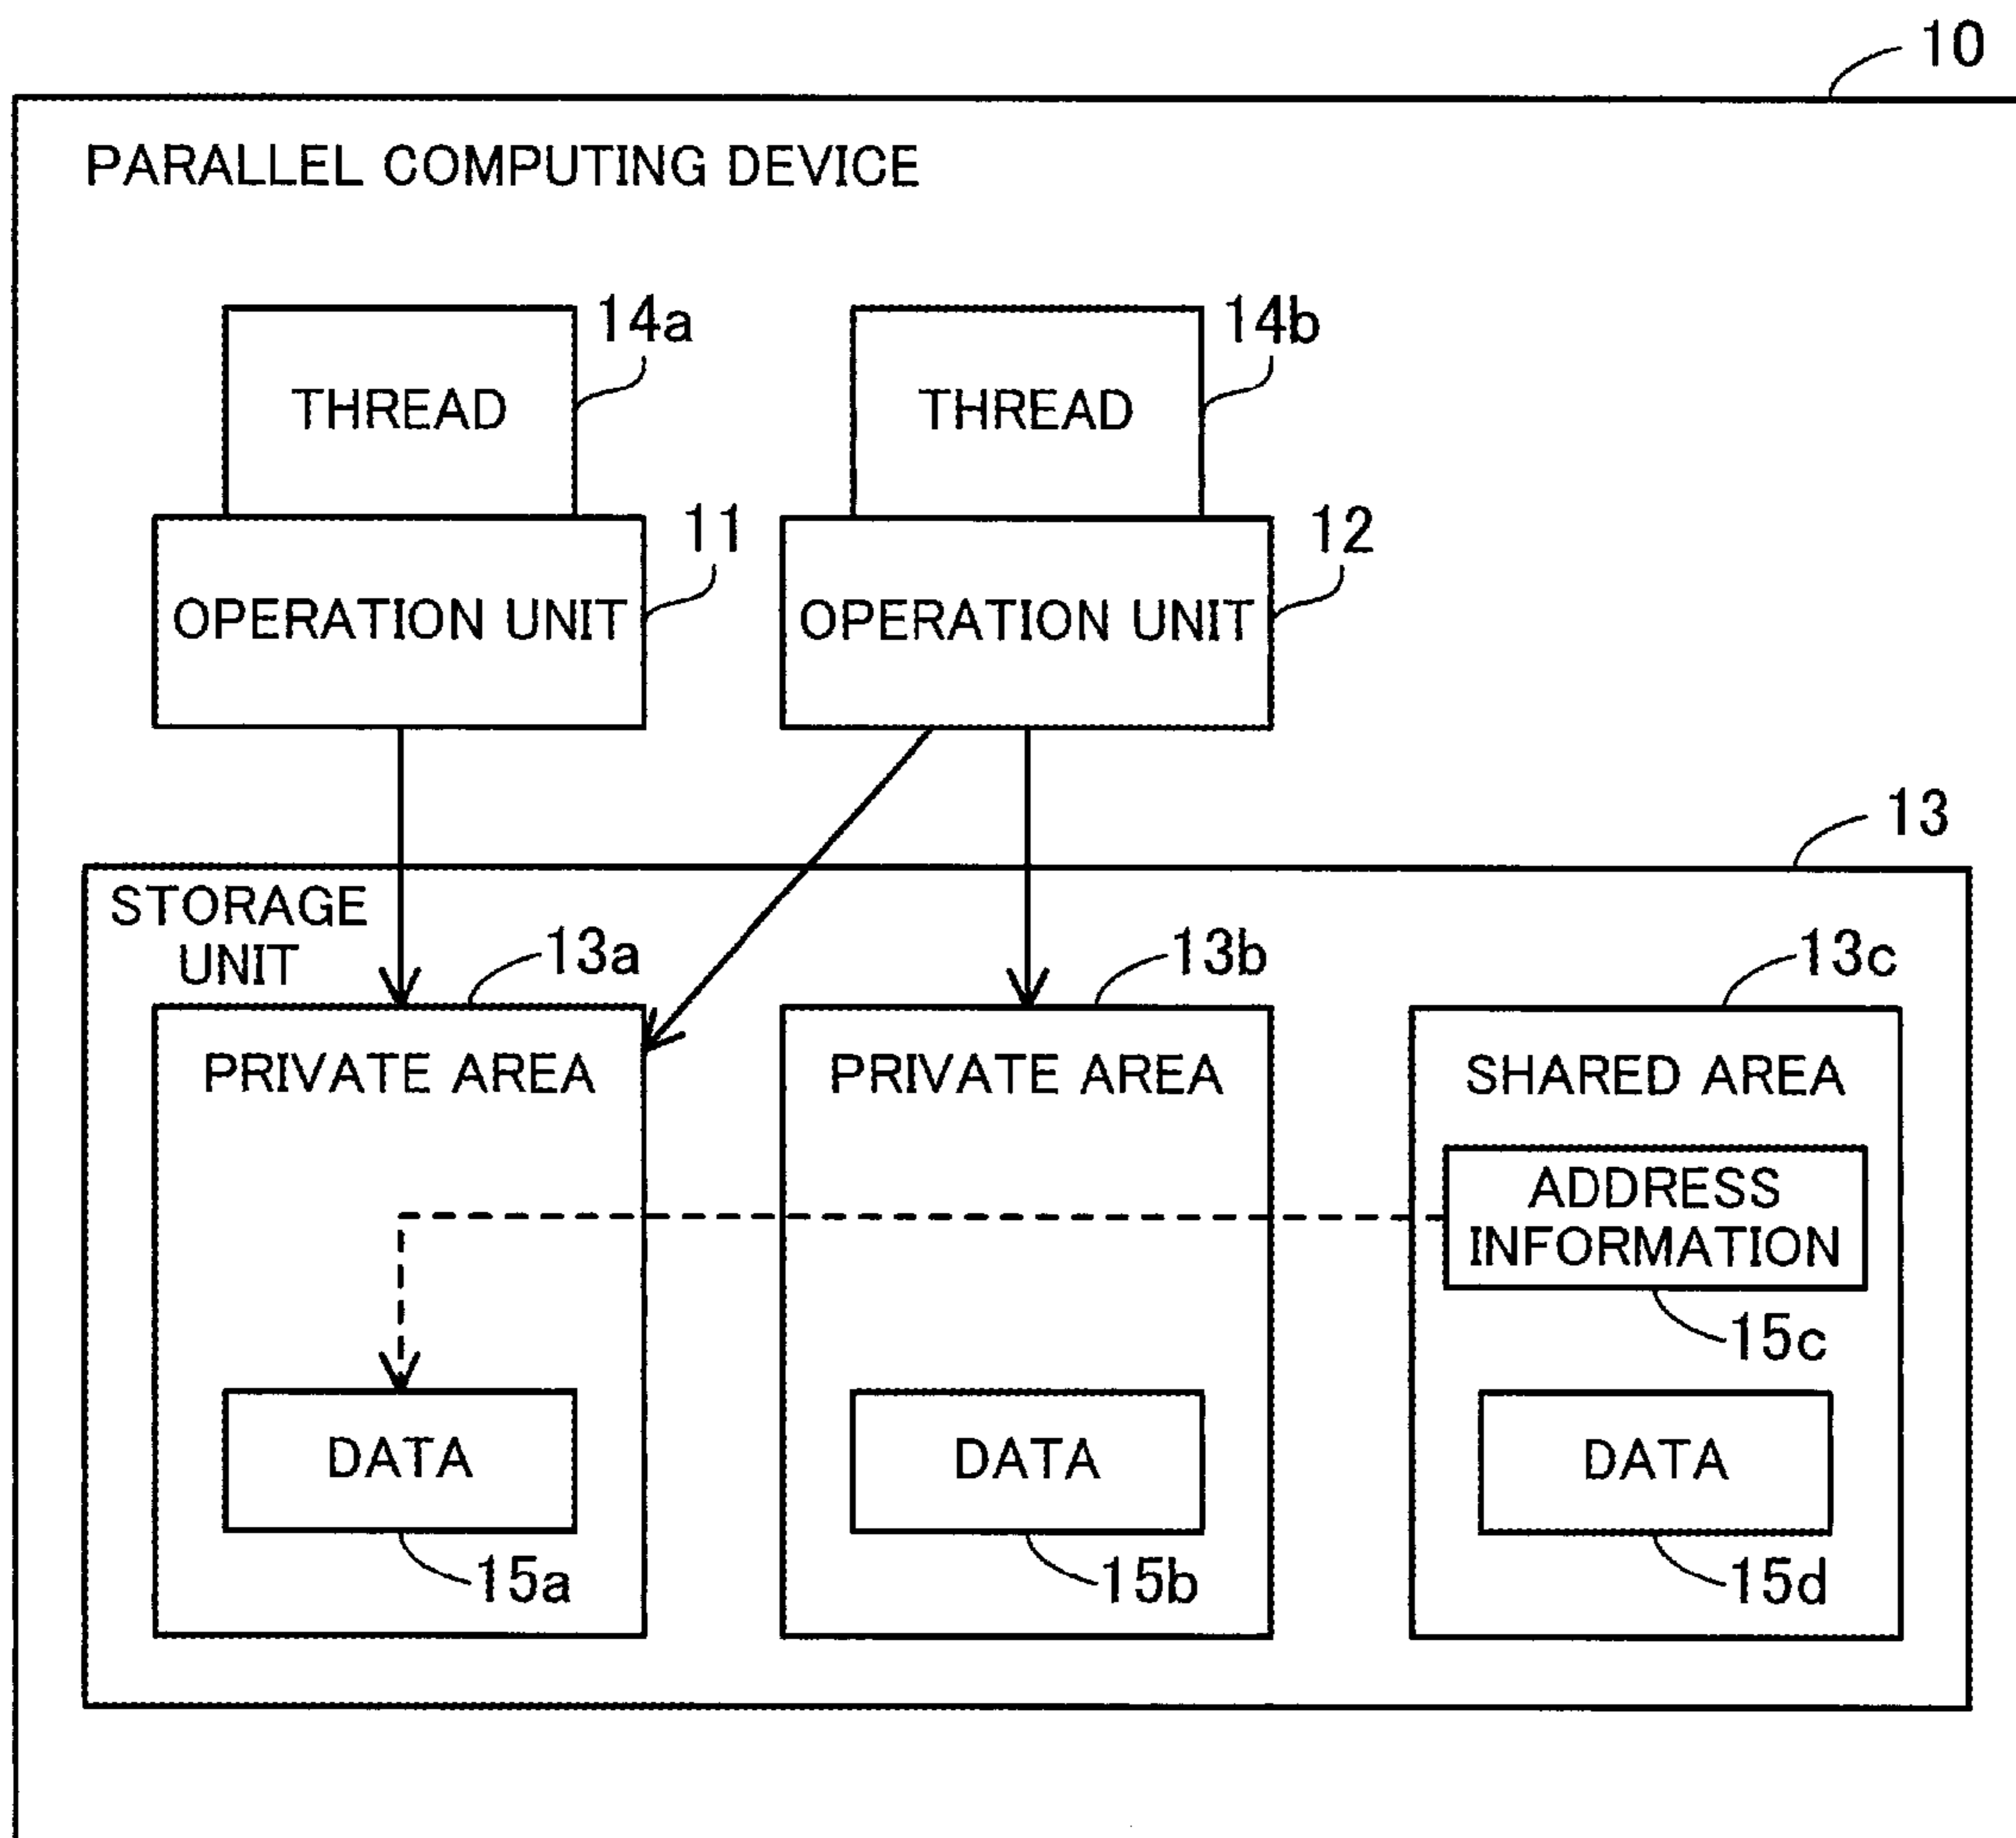 10
PARALLEL COMPUTING DEVICE
14a
14b
THREAD
THREAD
11
12
OPERATION UNIT
OPERATION UNIT
13
STORAGE
UNIT
13a
13b
13c
PRIVATE AREA
PRIVATE AREA
SHARED AREA
ADDRESS
INFORMATION
15c
DATA
DATA
DATA
15a
15b
15d